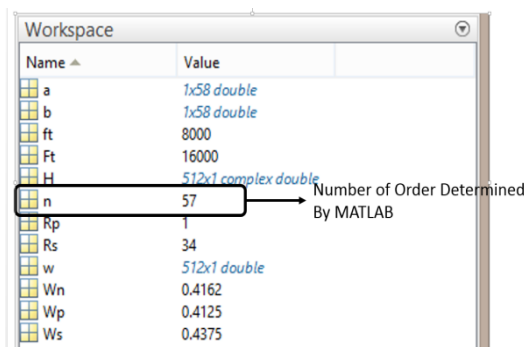 Workspace
Name Value
a 1x58 double
b 1x58 double
ft 8000
Ft 16000
H 512x1 complex double
n 57
Number of Order Determined
By MATLAB
Rp 1
Rs 34
w 512x1 double
Wn 0.4162
Wp 0.4125
Ws 0.4375